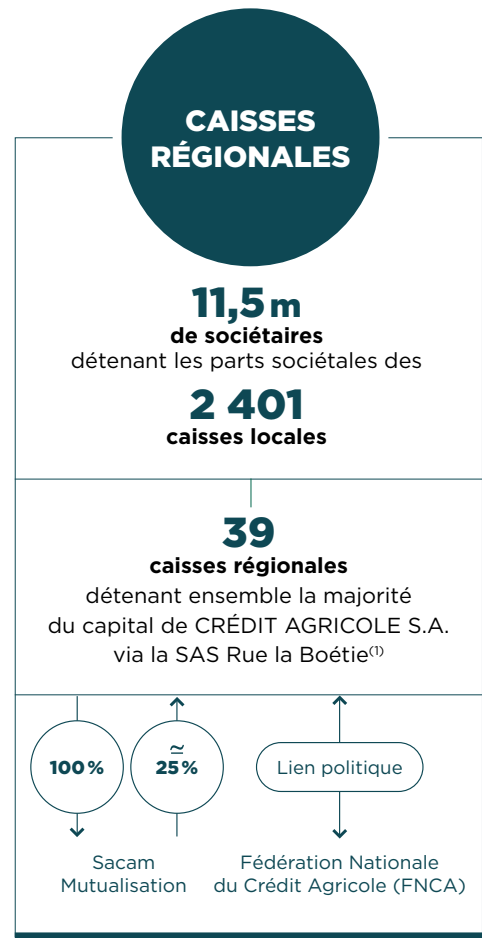 CAISSES
RÉGIONALES
11,5 m
de sociétaires
détenant les parts sociétales des
2 401
caisses locales
39
caisses régionales
détenant ensemble la majorité
du capital de CRÉDIT AGRICOLE S.A.
via la SAS Rue la Boétie(1)
100 %
≃
25 %
Lien politique
Sacam
Mutualisation
Fédération Nationale
du Crédit Agricole (FNCA)